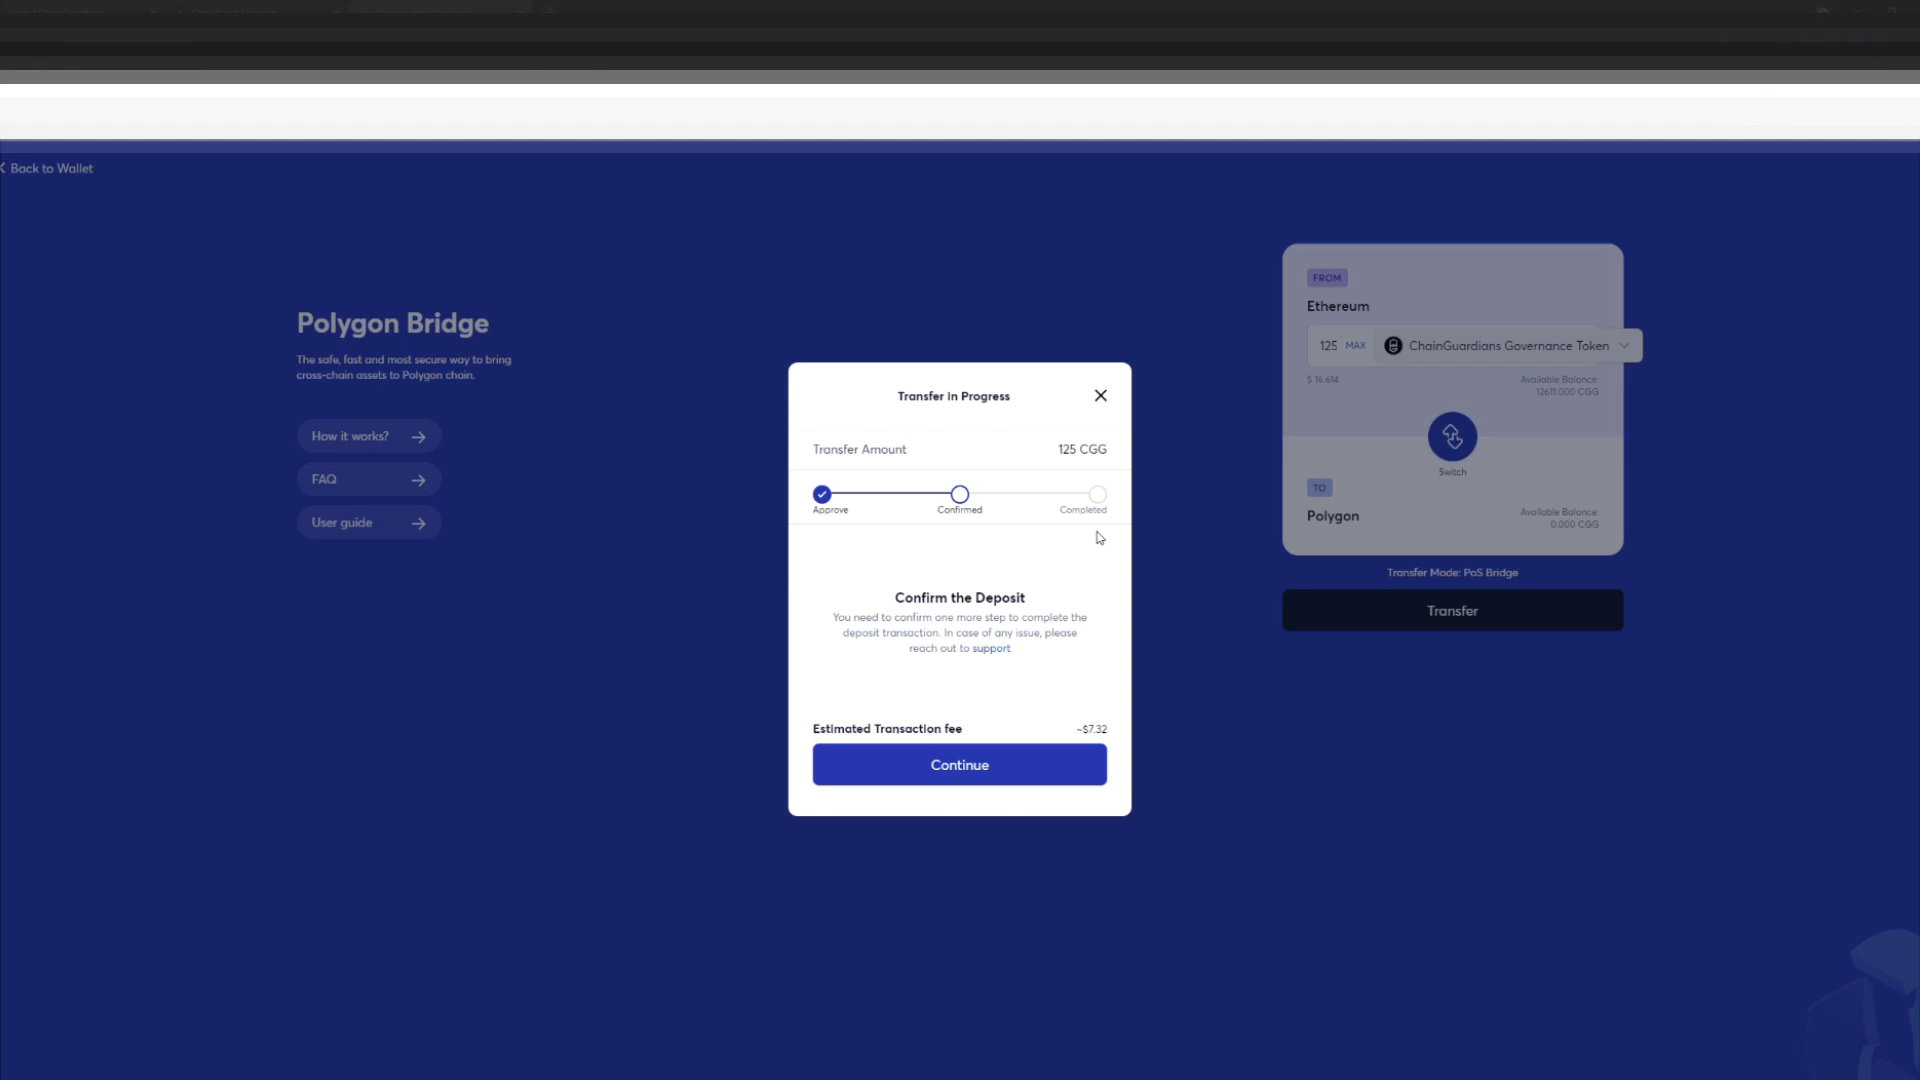 Back to Wallet
Polygon Bridge
The safe, fast and most secure way to bring
cross-chain assets to Polygon chain.
How it works?
FAQ
User guide
Transfer in Progress
Transfer Amount 125 CGG
Approve Confirmed Completed
Confirm the Deposit
You need to confirm one more step to complete the
deposit transaction. In case of any issue, please
reach out to support
Estimated Transaction fee ~$7.32
Continue
FROM
Ethereum
125 MAX ChainGuardians Governance Token
$ 16.614 Available Balance:
12611.000 CGG
Switch
TO
Polygon Available Balance:
0.000 CGG
Transfer Mode: PoS Bridge
Transfer